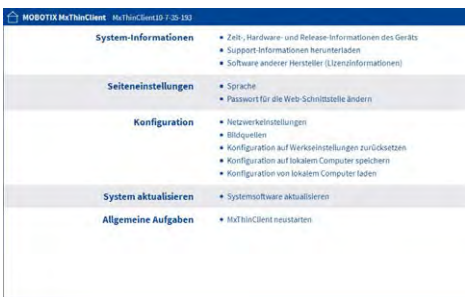 MOBOTIX MxThinClient MxThinClient10-7-35-193
System-Informationen
• Zeit-, Hardware- und Release-Informationen des Geräts
• Support-Informationen herunterladen
• Software anderer Hersteller (Lizenzinformationen)
Seiteneinstellungen
• Sprache
• Passwort für die Web-Schnittstelle ändern
Konfiguration
• Netzwerkeinstellungen
• Bildquellen
• Konfiguration auf Werkseinstellungen zurücksetzen
• Konfiguration auf lokalem Computer speichern
• Konfiguration von lokalem Computer laden
System aktualisieren
• Systemsoftware aktualisieren
Allgemeine Aufgaben
• MxThinClient neustarten